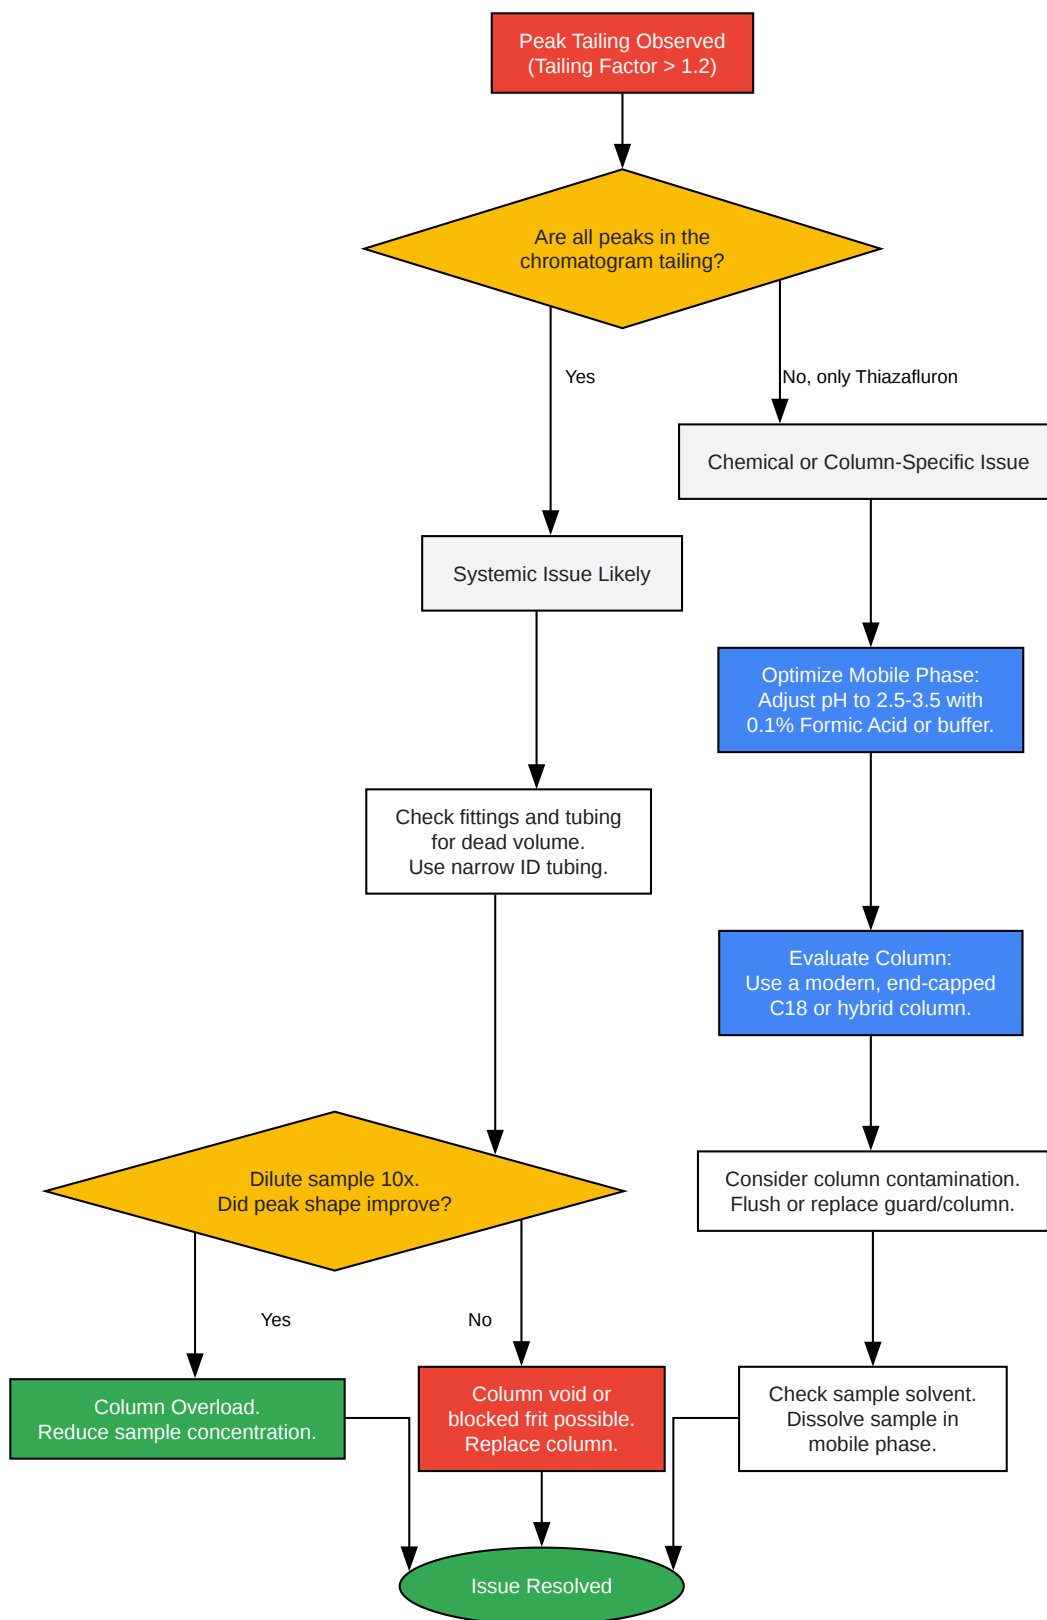 Peak Tailing Observed
(Tailing Factor > 1.2)
Are all peaks in the
chromatogram tailing?
Yes
No, only Thiazafluron
Chemical or Column-Specific Issue
Systemic Issue Likely
Optimize Mobile Phase:
Adjust pH to 2.5-3.5 with
0.1% Formic Acid or buffer.
Check fittings and tubing
for dead volume.
Use narrow ID tubing.
Evaluate Column:
Use a modern, end-capped
C18 or hybrid column.
Dilute sample 10x.
Did peak shape improve?
Consider column contamination.
Flush or replace guard/column.
Yes
No
Column Overload.
Reduce sample concentration.
Column void or
blocked frit possible.
Replace column.
Check sample solvent.
Dissolve sample in
mobile phase.
Issue Resolved